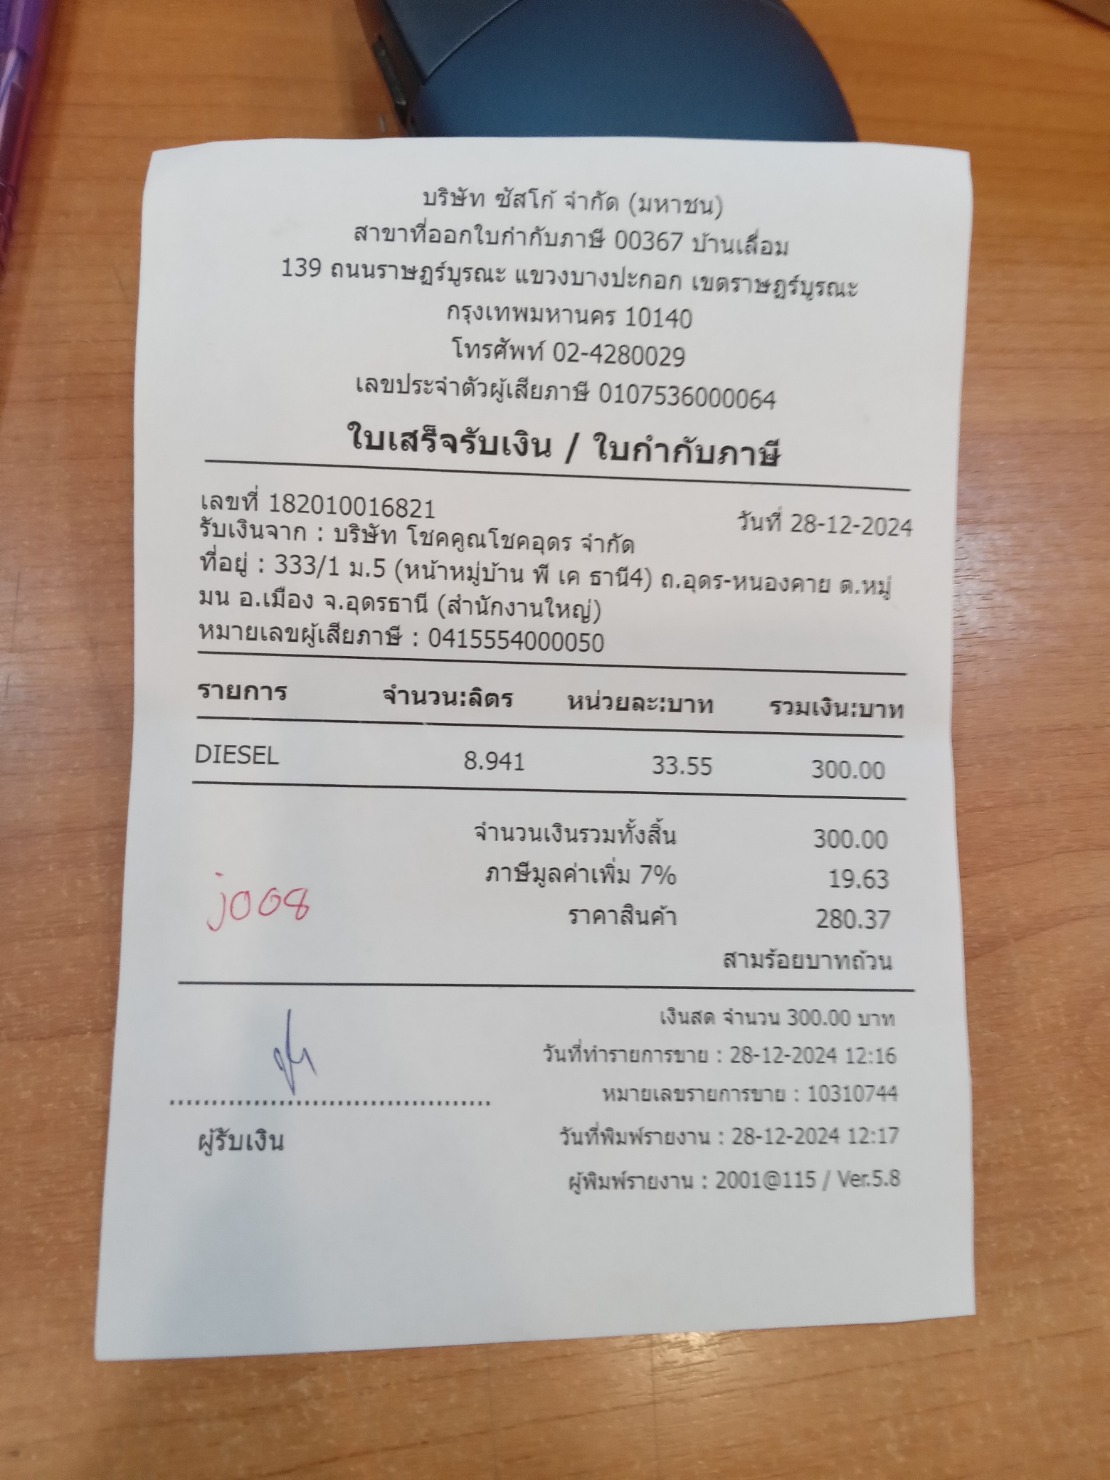 บริษัท ซัสโก้ จำกัด (มหาชน)
สาขาที่ออกใบกำกับภาษี 00367 บ้านเลื่อม
139 ถนนราษฎร์บูรณะ แขวงบางปะกอก เขตราษฎร์บูรณะ
กรุงเทพมหานคร 10140
โทรศัพท์ 02-4280029
เลขประจำตัวผู้เสียภาษี 0107536000064
ใบเสร็จรับเงิน / ใบกำกับภาษี
เลขที่ 182010016821 วันที่ 28-12-2024
รับเงินจาก : บริษัท โชคคูณโชคอุดร จำกัด
ที่อยู่ : 333/1 ม.5 (หน้าหมู่บ้าน พี เค ธานี4) ถ.อุดร-หนองคาย ต.หมู่
มน อ.เมือง จ.อุดรธานี (สำนักงานใหญ่)
หมายเลขผู้เสียภาษี : 0415554000050
รายการ จำนวน:ลิตร หน่วยละ:บาท รวมเงิน:บาท
DIESEL 8.941 33.55 300.00
จำนวนเงินรวมทั้งสิ้น 300.00
ภาษีมูลค่าเพิ่ม 7% 19.63
j008
ราคาสินค้า 280.37
สามร้อยบาทถ้วน
เงินสด จำนวน 300.00 บาท
วันที่ทำรายการขาย : 28-12-2024 12:16
หมายเลขรายการขาย : 10310744
ผู้รับเงิน
วันที่พิมพ์รายงาน : 28-12-2024 12:17
ผู้พิมพ์รายงาน : 2001@115 / Ver.5.8